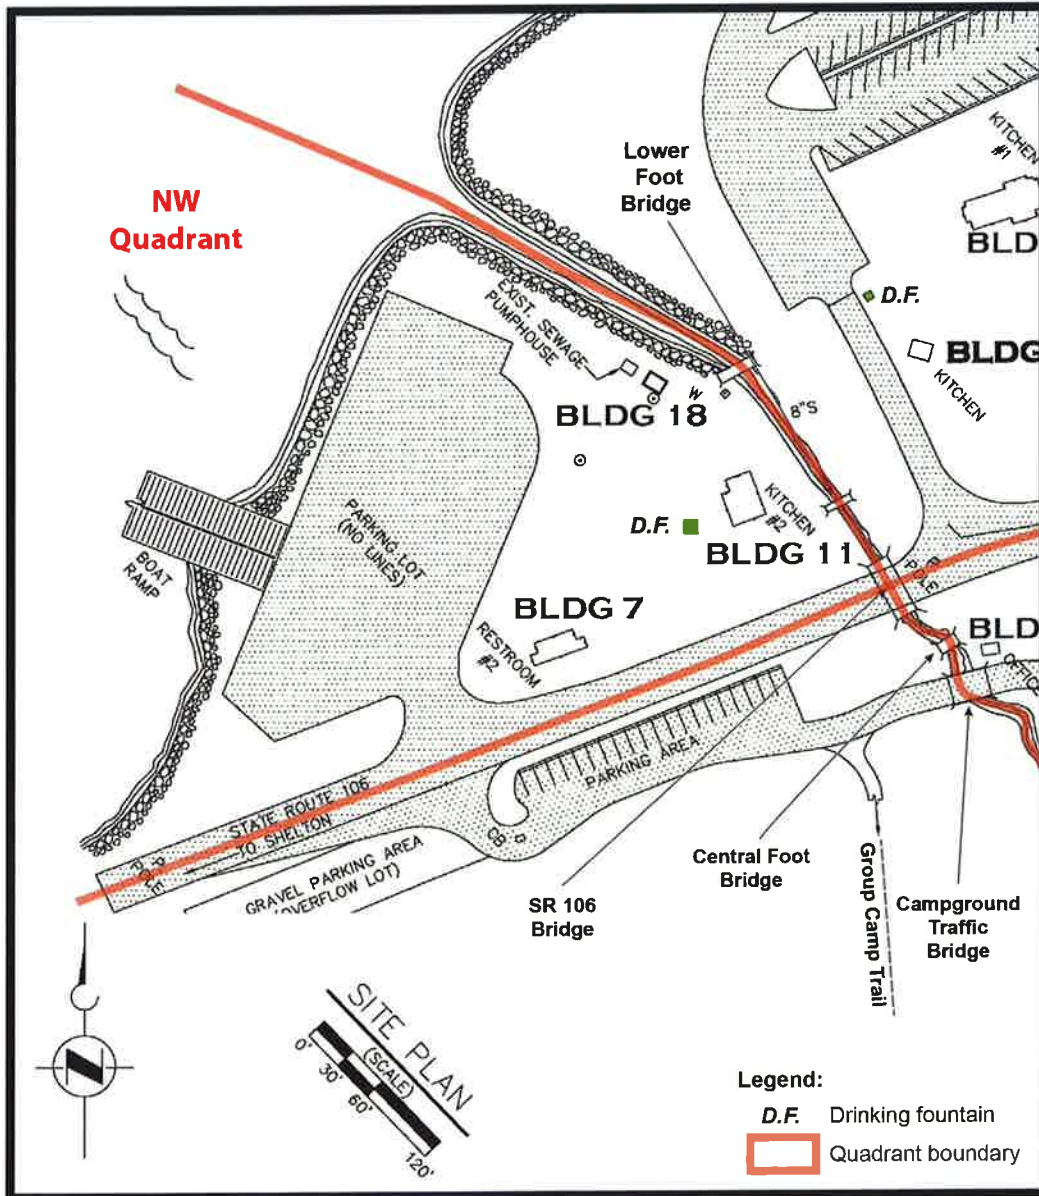 KITCHEN
#1
BLD
Lower
Foot
Bridge
NW
Quadrant
D.F.
EXIST. SEWAGE
PUMPHOUSE
BLDG
KITCHEN
W
8"S
BLDG 18
KITCHEN
#2
D.F.
BLDG 11
PARKING LOT
(NO LINES)
BOAT
RAMP
POLE
BLDG 7
RESTROOM
#2
BLD
OFFICE
PARKING AREA
STATE ROUTE 106
TO SHELTON
POLE
CB
GRAVEL PARKING AREA
(OVERFLOW LOT)
Central Foot
Bridge
SR 106
Bridge
Campground
Traffic
Bridge
Group Camp Trail
SITE PLAN
(SCALE)
0'
30'
60'
120'
Legend:
D.F. Drinking fountain
Quadrant boundary